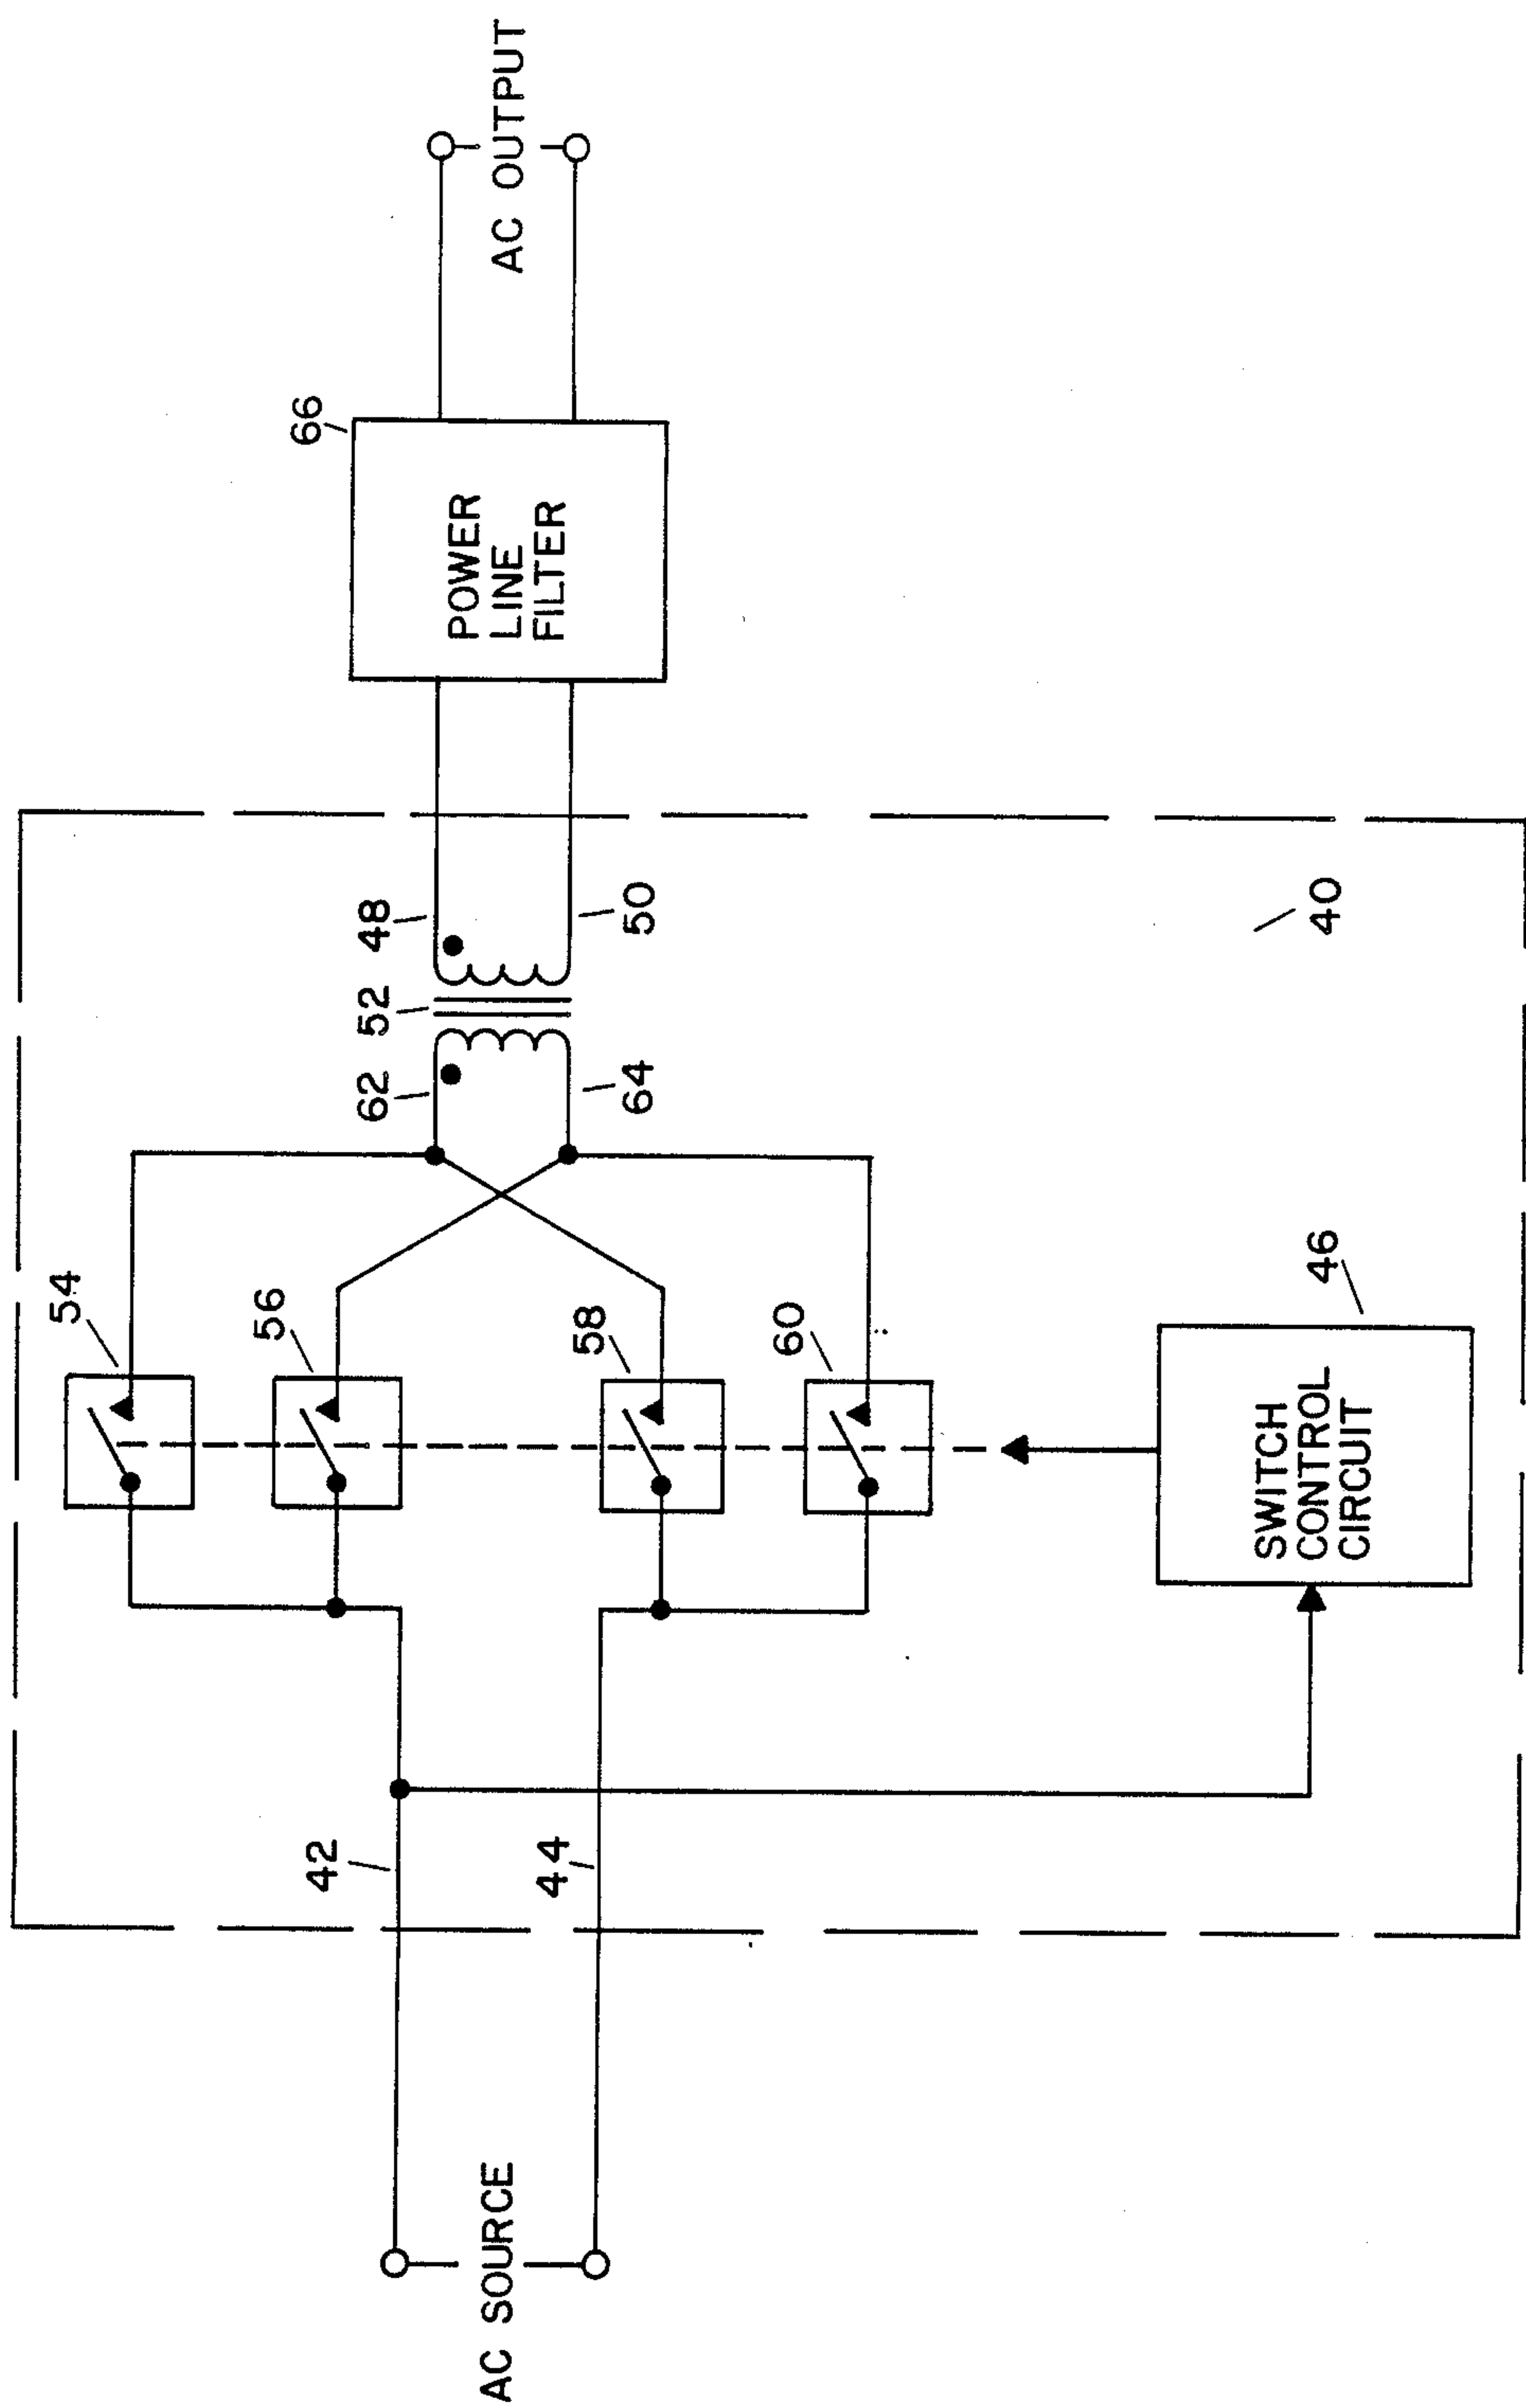 AC SOURCE
42
44
54
56
58
60
SWITCH
CONTROL
CIRCUIT
46
62
64
52
48
50
40
66
POWER
LINE
FILTER
AC OUTPUT